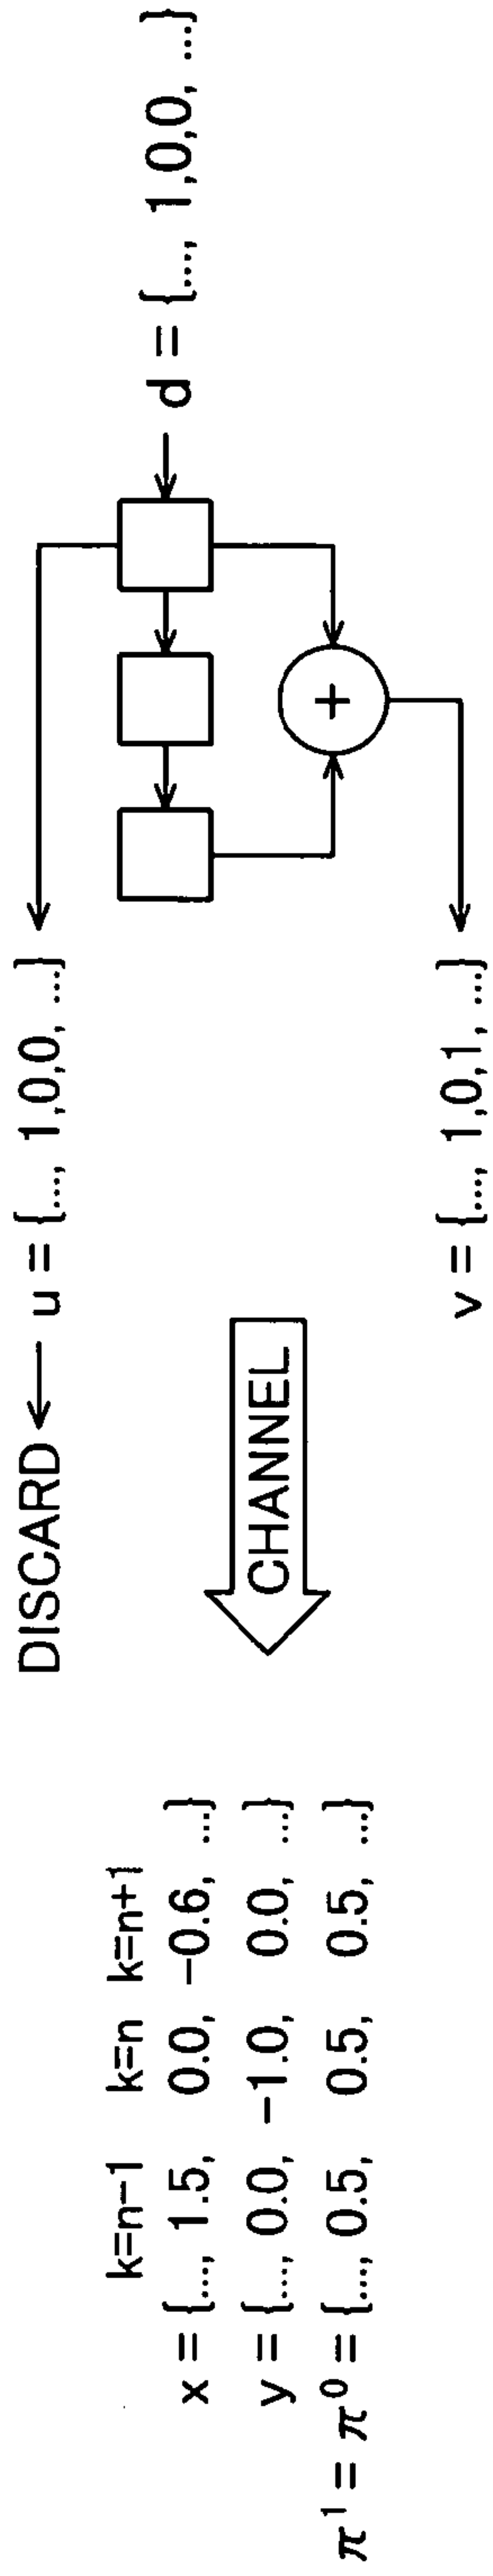 DISCARD ← u = {..., 1,0,0, ...}
d = {..., 1,0,0, ...}
+
CHANNEL
v = {..., 1,0,1, ...}
k=n−1 k=n k=n+1
x = {..., 1.5, 0.0, −0.6, ...}
y = {..., 0.0, −1.0, 0.0, ...}
π¹ = π⁰ = {..., 0.5, 0.5, 0.5, ...}